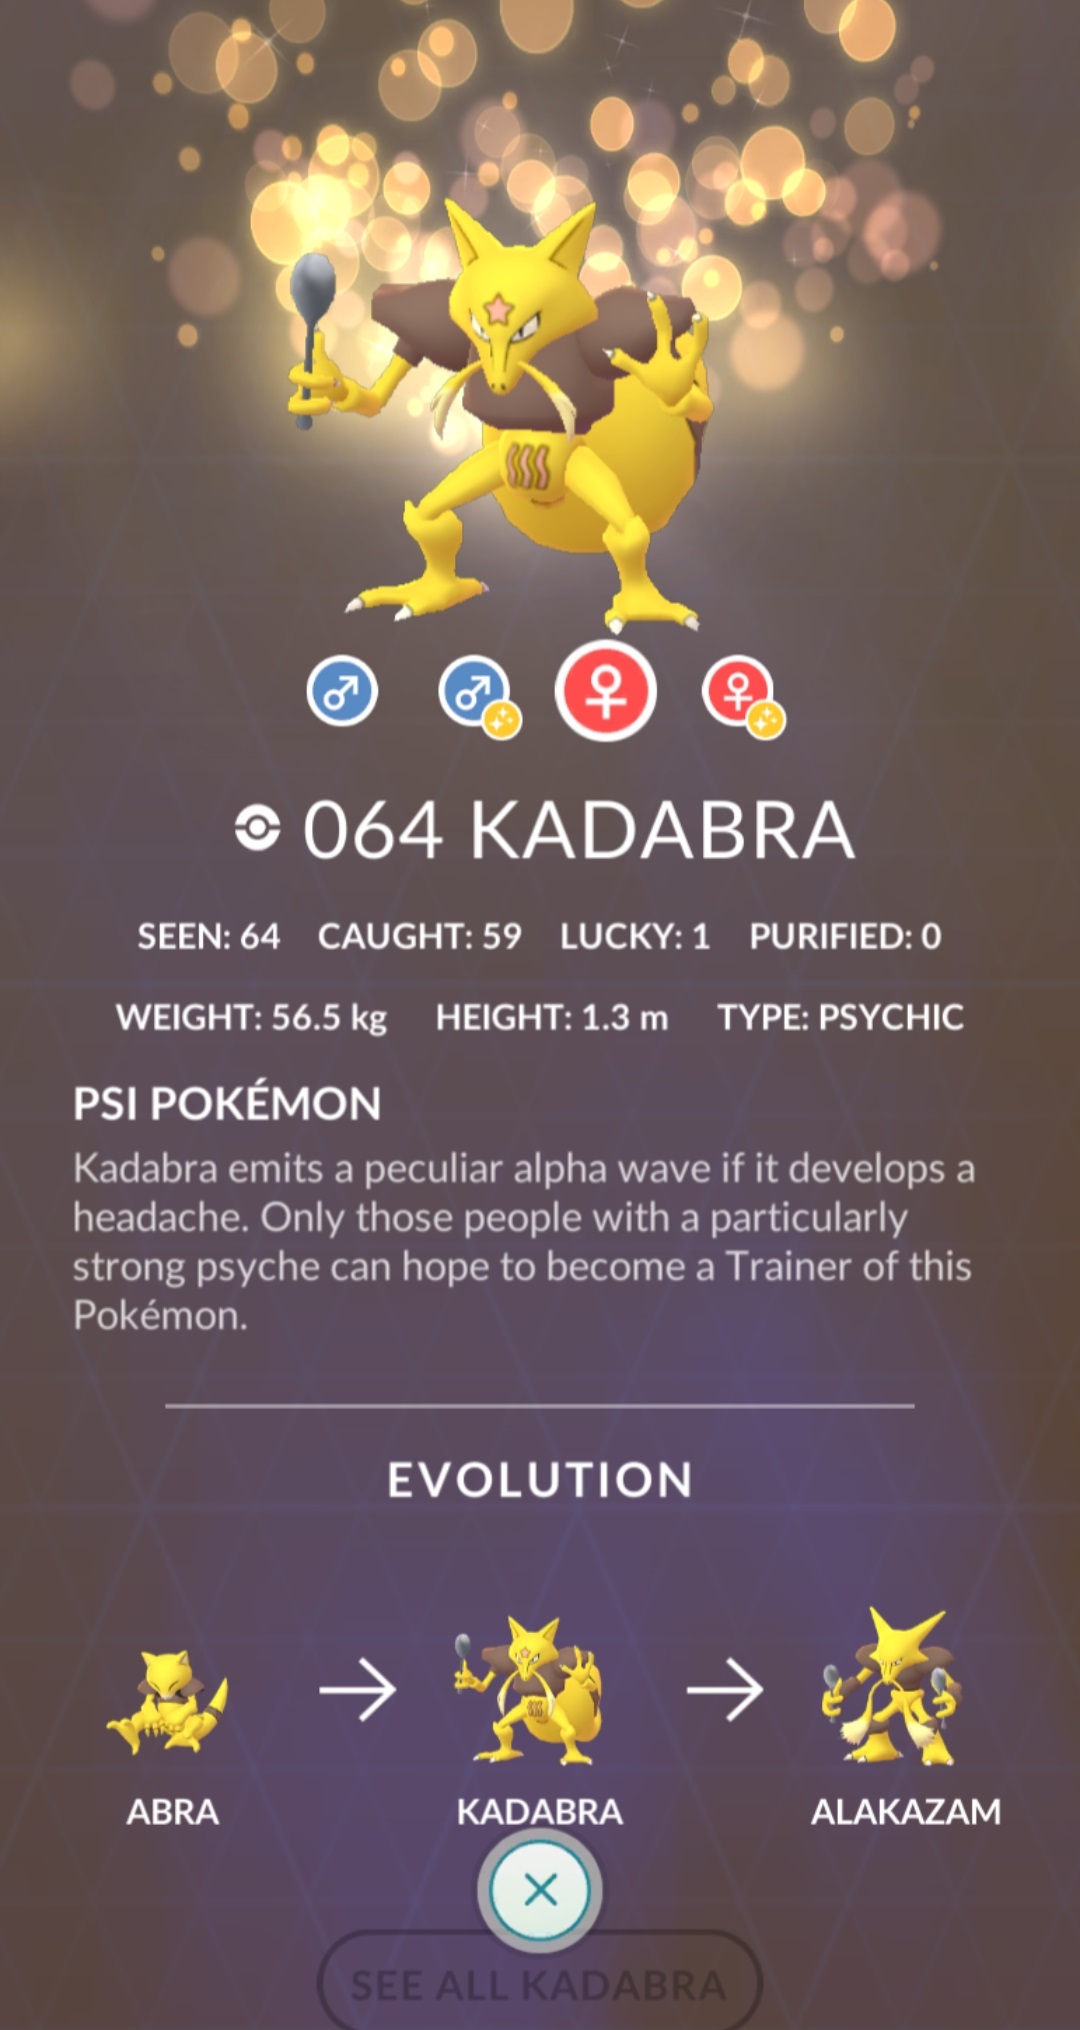 064 KADABRA
SEEN: 64 CAUGHT: 59 LUCKY: 1 PURIFIED: 0
WEIGHT: 56.5 kg HEIGHT: 1.3 m TYPE: PSYCHIC
PSI POKÉMON
Kadabra emits a peculiar alpha wave if it develops a
headache. Only those people with a particularly
strong psyche can hope to become a Trainer of this
Pokémon.
EVOLUTION
ABRA KADABRA ALAKAZAM
SEE ALL KADABRA